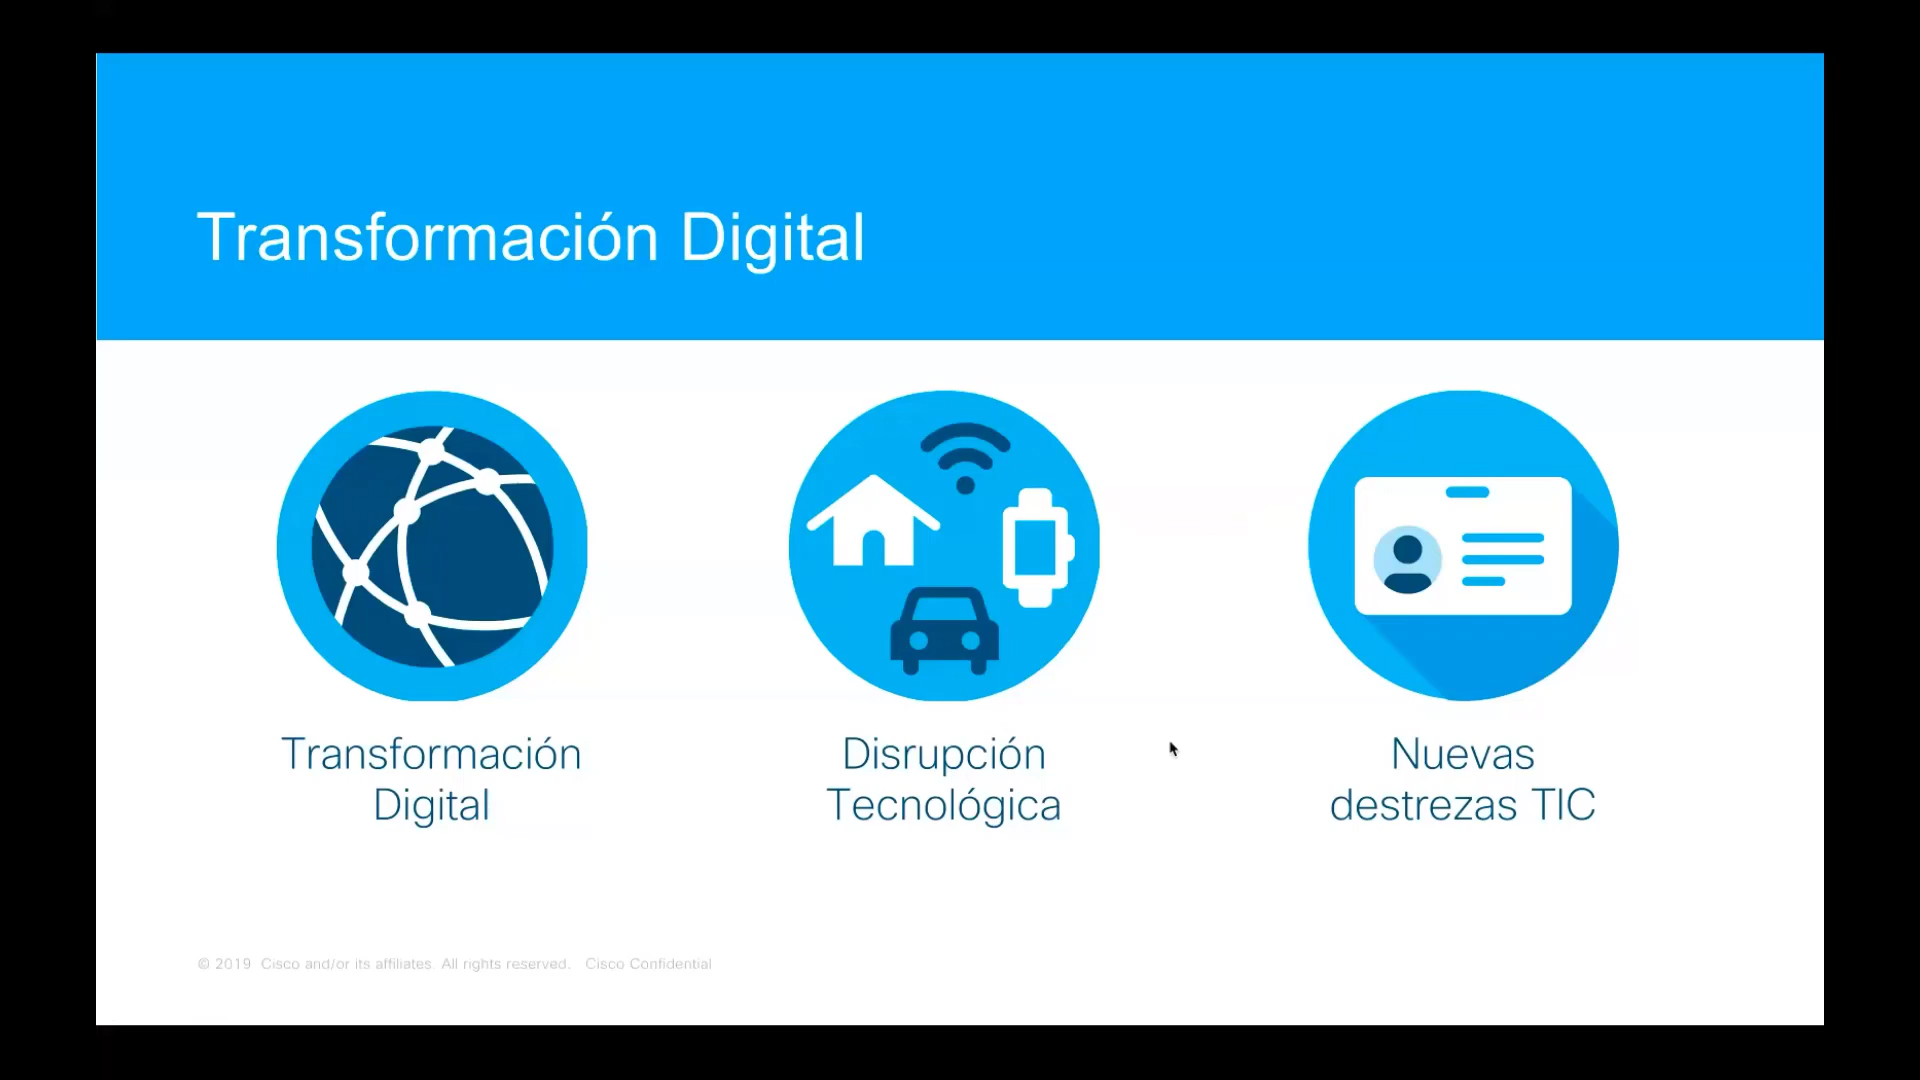 Transformación Digital
Transformación
Digital
Disrupción
Tecnológica
Nuevas
destrezas TIC
© 2019 Cisco and/or its affiliates. All rights reserved. Cisco Confidential